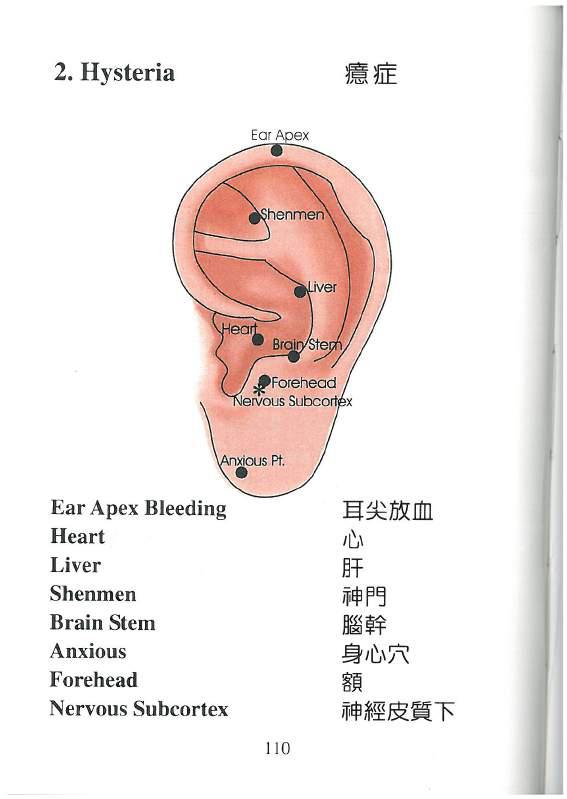 2. Hysteria 癔症
Ear Apex
Shenmen
Liver
Heart
Brain Stem
Forehead
Nervous Subcortex
Anxious Pt.
Ear Apex Bleeding 耳尖放血
Heart 心
Liver 肝
Shenmen 神門
Brain Stem 腦幹
Anxious 身心穴
Forehead 額
Nervous Subcortex 神經皮質下
110